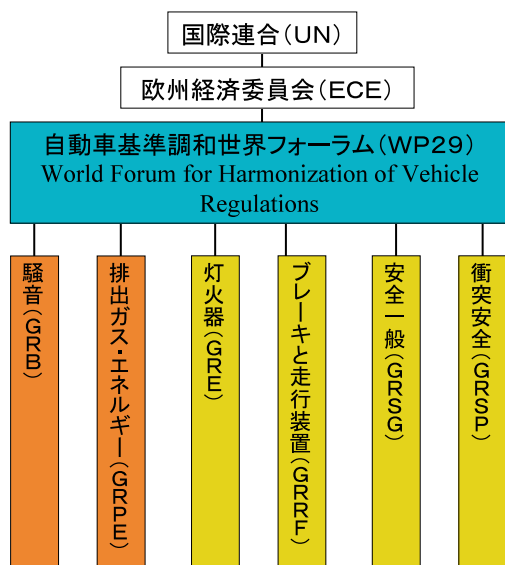 国際連合(UN)
欧州経済委員会(ECE)
自動車基準調和世界フォーラム(WP29)
World Forum for Harmonization of Vehicle
Regulations
騒音(GRB)
排出ガス・エネルギー(GRPE)
灯火器(GRE)
ブレーキと走行装置(GRRF)
安全一般(GRSG)
衝突安全(GRSP)